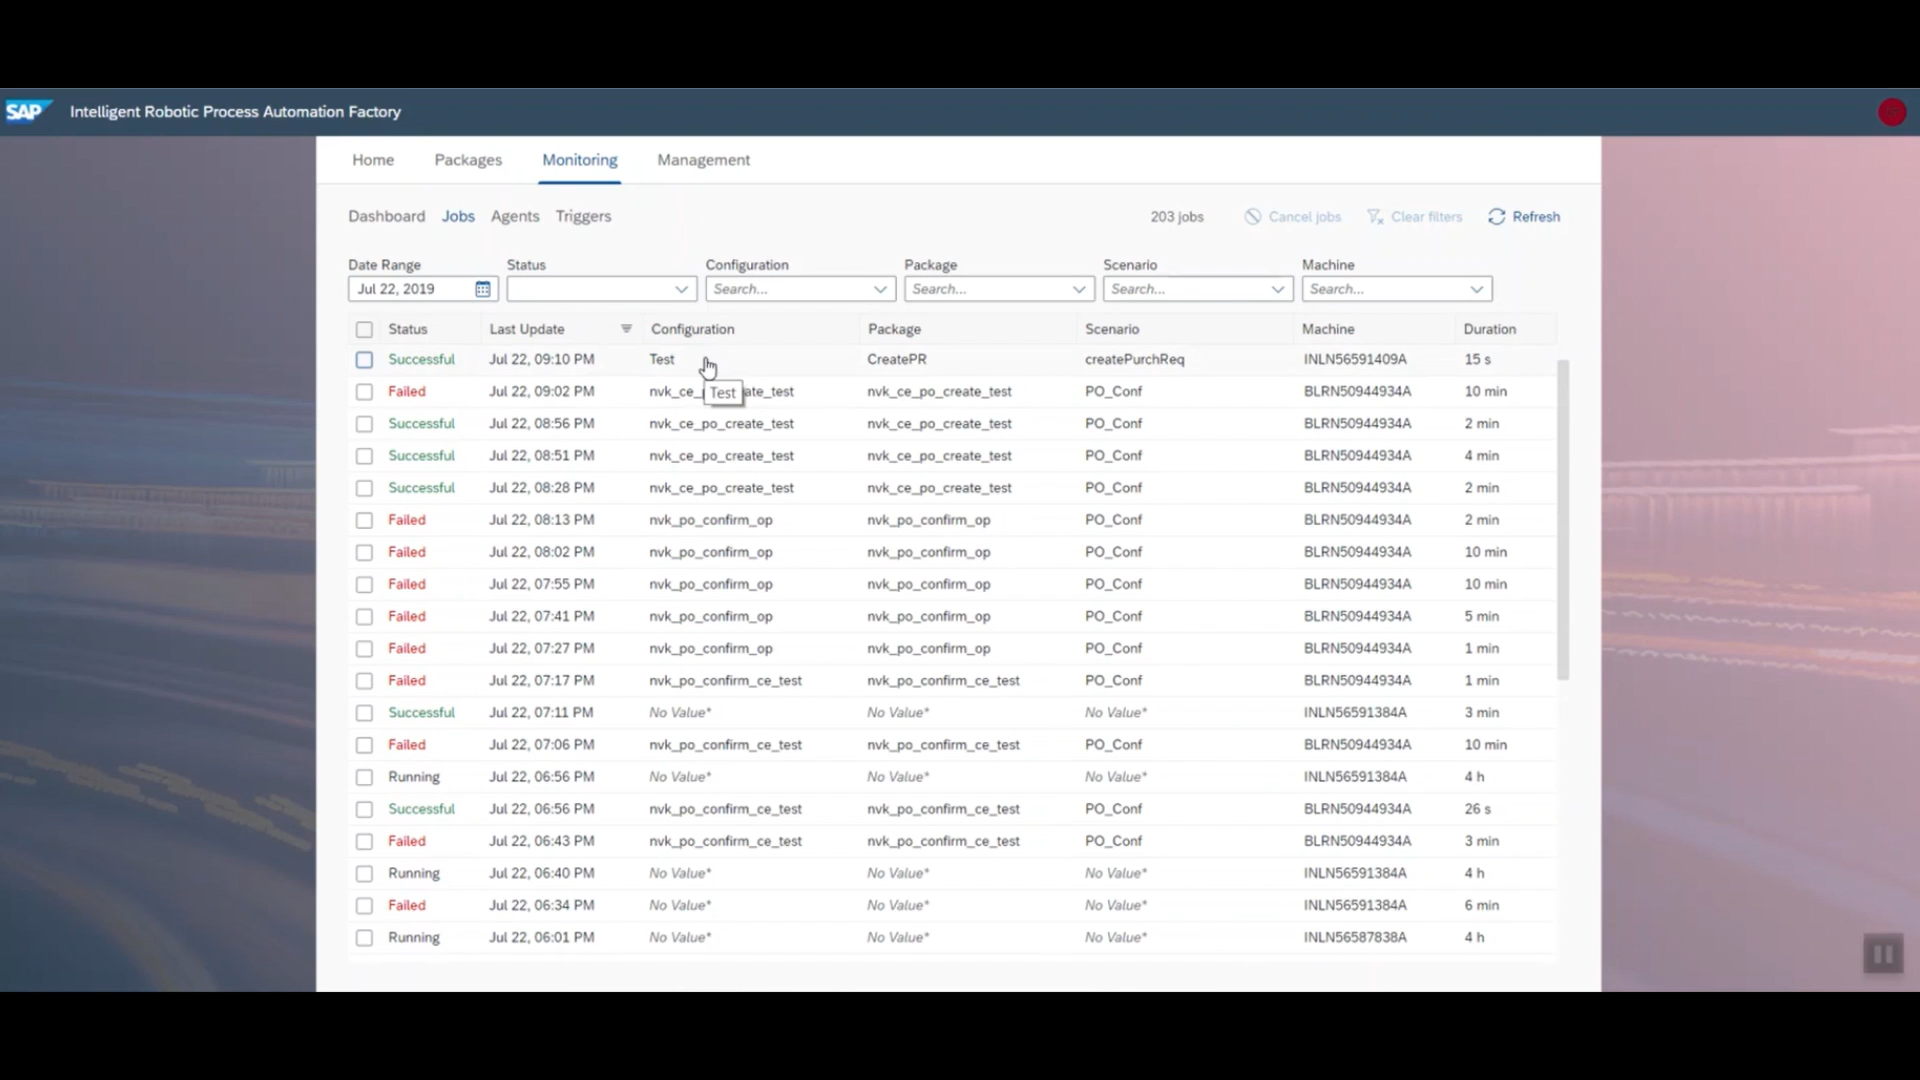 SAP Intelligent Robotic Process Automation Factory
Home Packages Monitoring Management
Dashboard Jobs Agents Triggers 203 jobs Cancel jobs Clear filters Refresh
Date Range Status Configuration Package Scenario Machine
Jul 22, 2019 Search... Search... Search... Search...
Status Last Update Configuration Package Scenario Machine Duration
Successful Jul 22, 09:10 PM Test CreatePR createPurchReq INLN56591409A 15 s
Failed Jul 22, 09:02 PM nvk_ce_p Test ate_test nvk_ce_po_create_test PO_Conf BLRN50944934A 10 min
Successful Jul 22, 08:56 PM nvk_ce_po_create_test nvk_ce_po_create_test PO_Conf BLRN50944934A 2 min
Successful Jul 22, 08:51 PM nvk_ce_po_create_test nvk_ce_po_create_test PO_Conf BLRN50944934A 4 min
Successful Jul 22, 08:28 PM nvk_ce_po_create_test nvk_ce_po_create_test PO_Conf BLRN50944934A 2 min
Failed Jul 22, 08:13 PM nvk_po_confirm_op nvk_po_confirm_op PO_Conf BLRN50944934A 2 min
Failed Jul 22, 08:02 PM nvk_po_confirm_op nvk_po_confirm_op PO_Conf BLRN50944934A 10 min
Failed Jul 22, 07:55 PM nvk_po_confirm_op nvk_po_confirm_op PO_Conf BLRN50944934A 10 min
Failed Jul 22, 07:41 PM nvk_po_confirm_op nvk_po_confirm_op PO_Conf BLRN50944934A 5 min
Failed Jul 22, 07:27 PM nvk_po_confirm_op nvk_po_confirm_op PO_Conf BLRN50944934A 1 min
Failed Jul 22, 07:17 PM nvk_po_confirm_ce_test nvk_po_confirm_ce_test PO_Conf BLRN50944934A 1 min
Successful Jul 22, 07:11 PM No Value* No Value* No Value* INLN56591384A 3 min
Failed Jul 22, 07:06 PM nvk_po_confirm_ce_test nvk_po_confirm_ce_test PO_Conf BLRN50944934A 10 min
Running Jul 22, 06:56 PM No Value* No Value* No Value* INLN56591384A 4 h
Successful Jul 22, 06:56 PM nvk_po_confirm_ce_test nvk_po_confirm_ce_test PO_Conf BLRN50944934A 26 s
Failed Jul 22, 06:43 PM nvk_po_confirm_ce_test nvk_po_confirm_ce_test PO_Conf BLRN50944934A 3 min
Running Jul 22, 06:40 PM No Value* No Value* No Value* INLN56591384A 4 h
Failed Jul 22, 06:34 PM No Value* No Value* No Value* INLN56591384A 6 min
Running Jul 22, 06:01 PM No Value* No Value* No Value* INLN56587838A 4 h